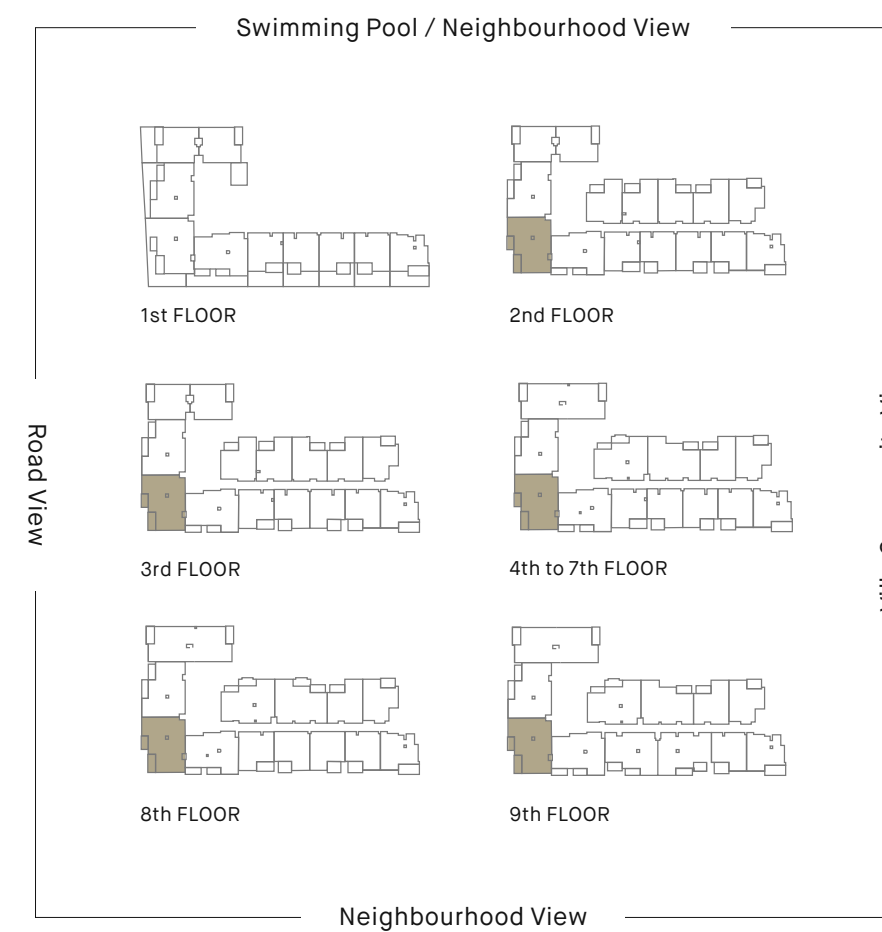 Swimming Pool / Neighbourhood View
1st FLOOR
2nd FLOOR
Road View
3rd FLOOR
4th to 7th FLOOR
8th FLOOR
9th FLOOR
Neighbourhood View